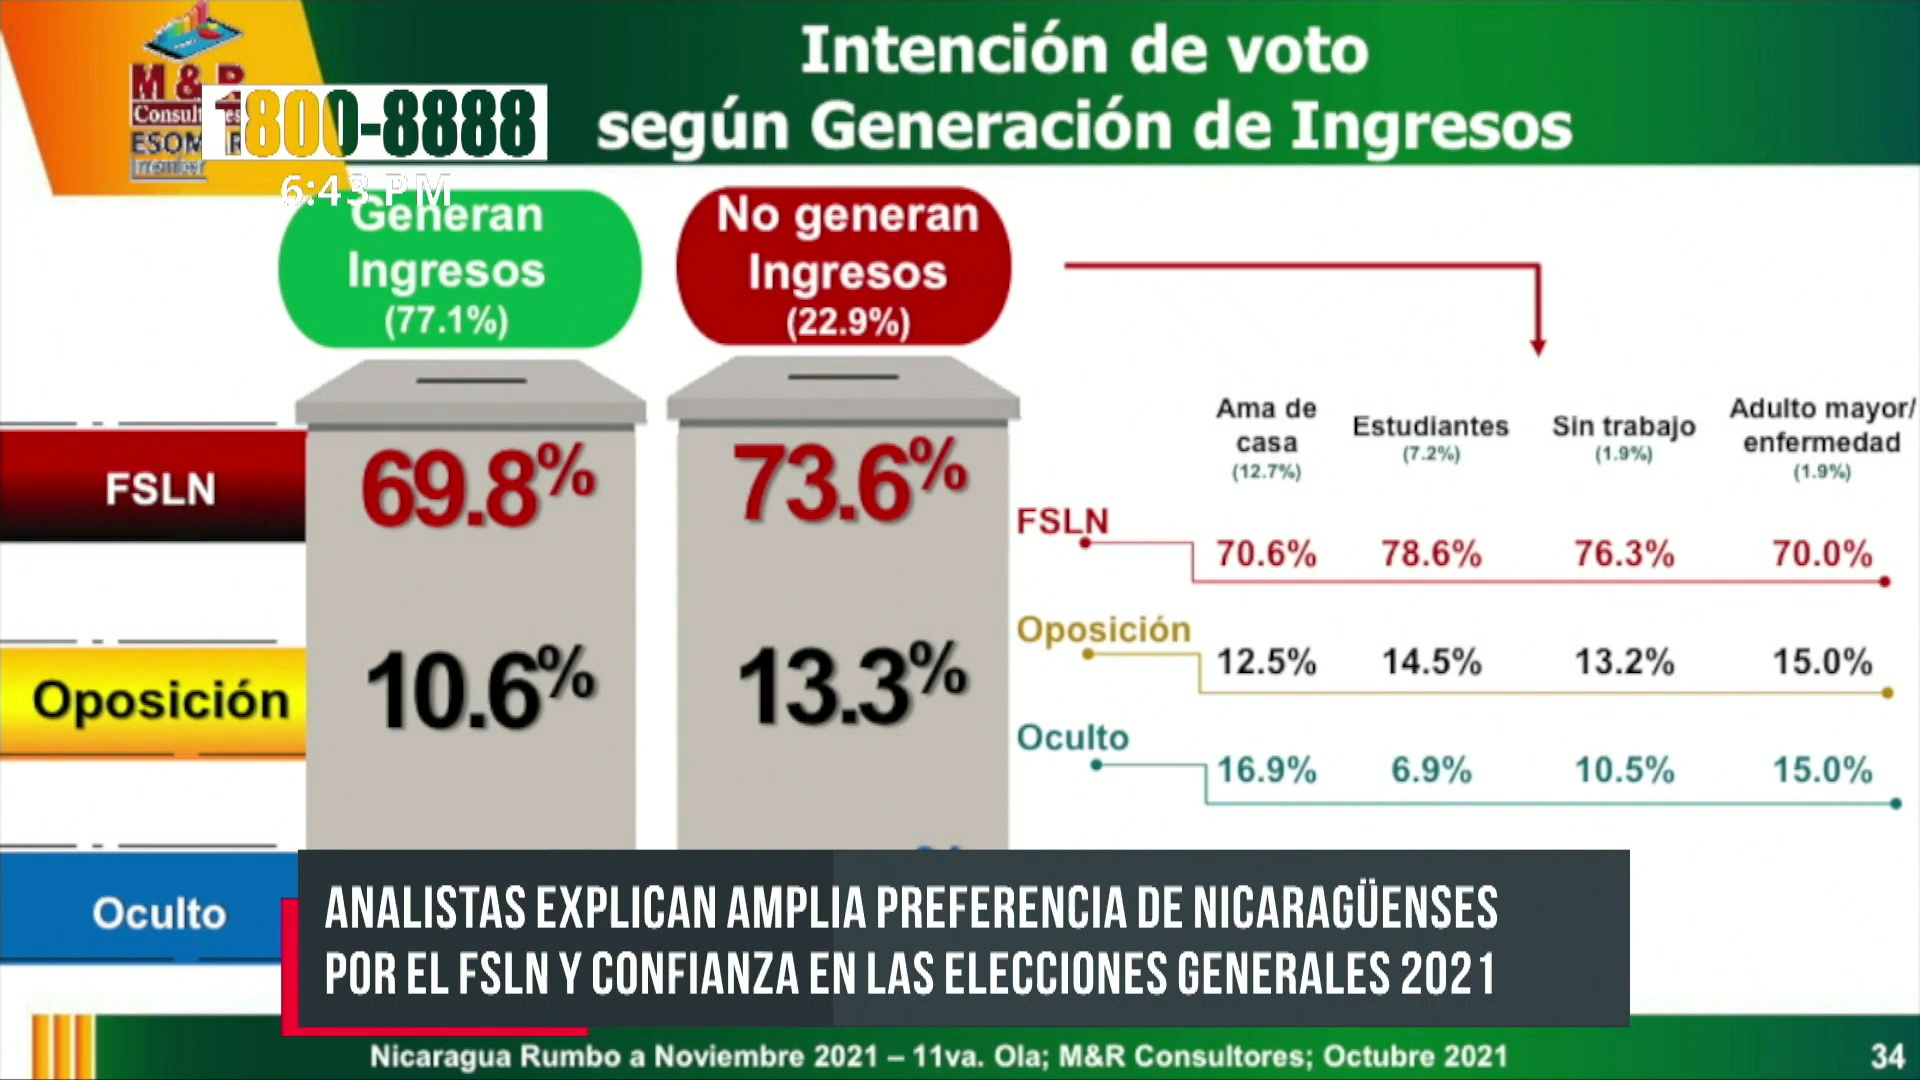 Intención de voto
según Generación de Ingresos
M & R
1800-8888
member
6:43 PM
Generan
Ingresos
(77.1%)
No generan
Ingresos
(22.9%)
FSLN
69.8%
73.6%
Oposición
10.6%
13.3%
Oculto
Ama de
casa
(12.7%)
Estudiantes
(7.2%)
Sin trabajo
(1.9%)
Adulto mayor/
enfermedad
(1.9%)
FSLN
70.6% 78.6% 76.3% 70.0%
Oposición
12.5% 14.5% 13.2% 15.0%
Oculto
16.9% 6.9% 10.5% 15.0%
ANALISTAS EXPLICAN AMPLIA PREFERENCIA DE NICARAGÜENSES
POR EL FSLN Y CONFIANZA EN LAS ELECCIONES GENERALES 2021
Nicaragua Rumbo a Noviembre 2021 – 11va. Ola; M&R Consultores; Octubre 2021
34